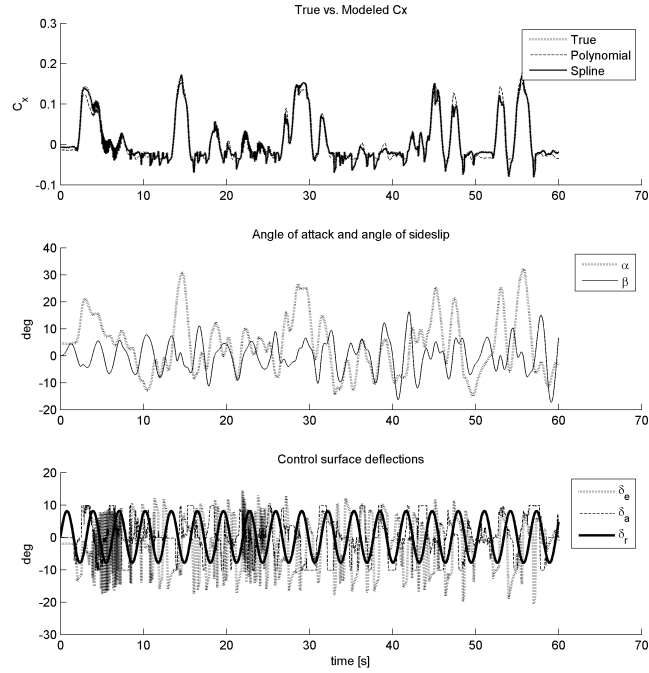 True vs. Modeled Cx
0.3
0.2
0.1
0
-0.1
Cx
True
Polynomial
Spline
0 10 20 30 40 50 60 70
Angle of attack and angle of sideslip
40
30
20
10
0
-10
-20
deg
α
β
0 10 20 30 40 50 60 70
Control surface deflections
20
10
0
-10
-20
-30
deg
δe
δa
δr
0 10 20 30 40 50 60 70
time [s]